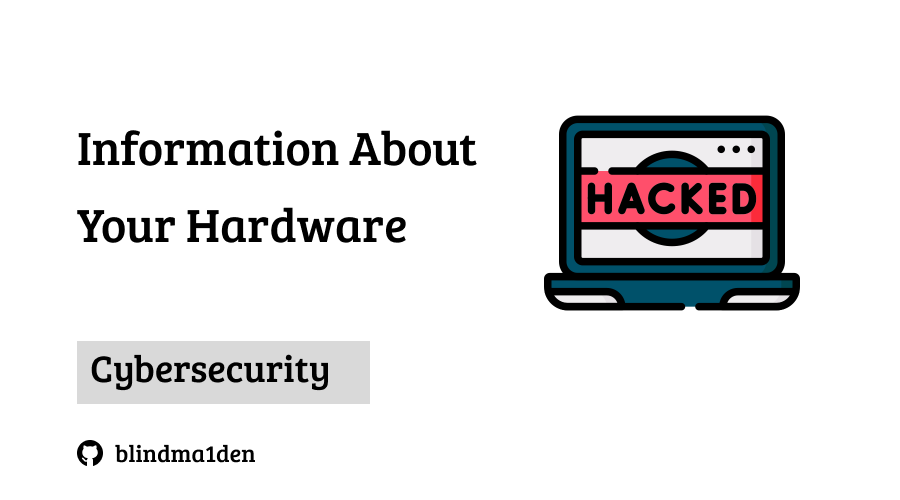 Information About
Your Hardware
HACKED
Cybersecurity
blindma1den